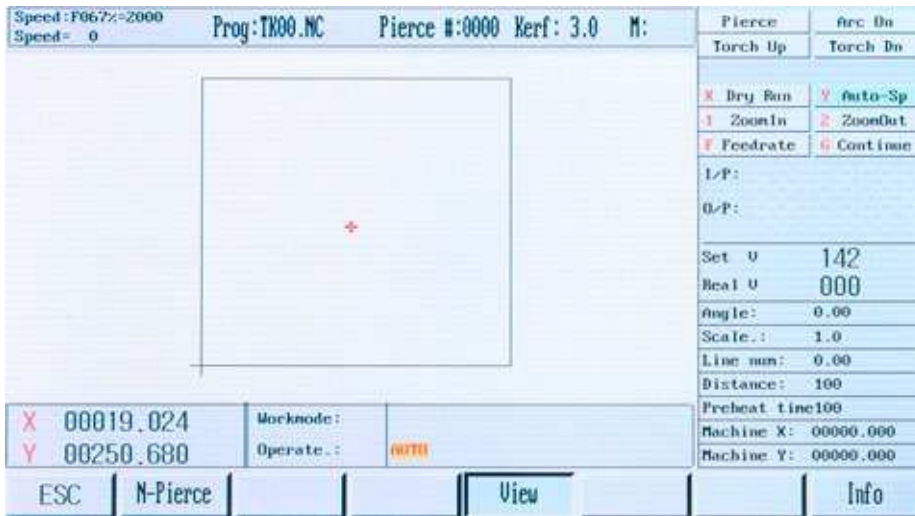 Speed:F067%=2000
Speed= 0
Prog:TK00.NC Pierce #:0000 Kerf: 3.0 M:
Pierce Arc On
Torch Up Torch Dn
X Dry Run Y Auto-Sp
1 ZoomIn 2 ZoomOut
F Feedrate G Continue
I/P:
O/P:
Set V 142
Real V 000
Angle: 0.00
Scale.: 1.0
Line num: 0.00
Distance: 100
Preheat time100
Machine X: 00000.000
Machine Y: 00000.000
X 00019.024
Y 00250.680
Workmode:
Operate.: AUTO
ESC N-Pierce View Info